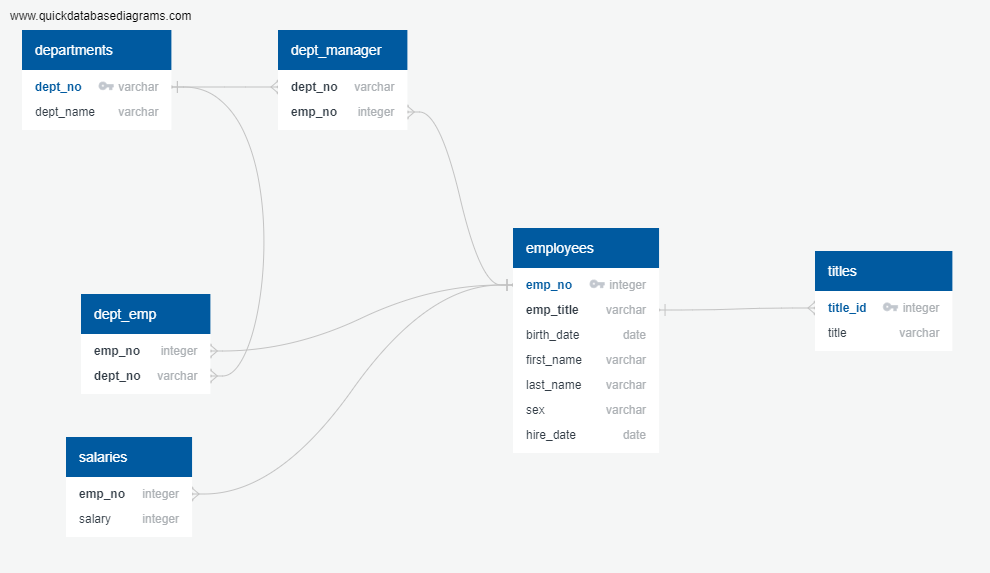 www.quickdatabasediagrams.com
departments
dept_no varchar
dept_name varchar
dept_manager
dept_no varchar
emp_no integer
employees
emp_no integer
emp_title varchar
birth_date date
first_name varchar
last_name varchar
sex varchar
hire_date date
titles
title_id integer
title varchar
dept_emp
emp_no integer
dept_no varchar
salaries
emp_no integer
salary integer